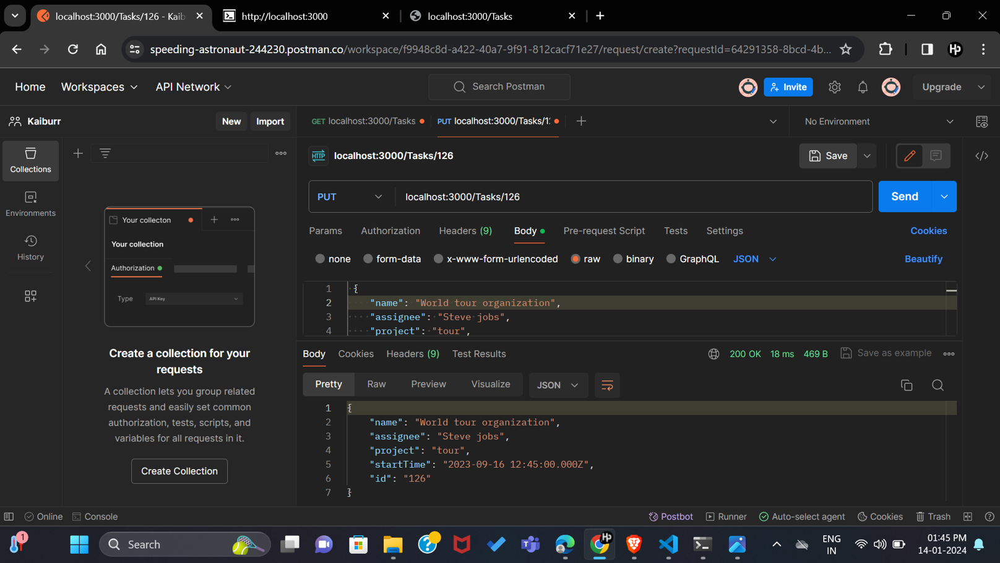 localhost:3000/Tasks/126 - Kaib
http://localhost:3000
localhost:3000/Tasks
speeding-astronaut-244230.postman.co/workspace/f9948c8d-a422-40a7-9f91-812cacf71e27/request/create?requestId=64291358-8bcd-4b...
Home Workspaces API Network Search Postman Invite Upgrade
Kaiburr New Import GET localhost:3000/Tasks PUT localhost:3000/Tasks/1 No Environment
Collections
HTTP localhost:3000/Tasks/126 Save
Environments
PUT localhost:3000/Tasks/126 Send
History
Params Authorization Headers (9) Body Pre-request Script Tests Settings Cookies
none form-data x-www-form-urlencoded raw binary GraphQL JSON Beautify
1 {
2 "name": "World tour organization",
3 "assignee": "Steve jobs",
4 "project": "tour",
Your collecton
Your collection
Authorization
Type API Key
Create a collection for your
requests
A collection lets you group related
requests and easily set common
authorization, tests, scripts, and
variables for all requests in it.
Create Collection
Body Cookies Headers (9) Test Results 200 OK 18 ms 469 B Save as example
Pretty Raw Preview Visualize JSON
1 {
2 "name": "World tour organization",
3 "assignee": "Steve jobs",
4 "project": "tour",
5 "startTime": "2023-09-16 12:45:00.000Z",
6 "id": "126"
7 }
Online Console Postbot Runner Auto-select agent Cookies Trash
1
Search
ENG
IN
01:45 PM
14-01-2024